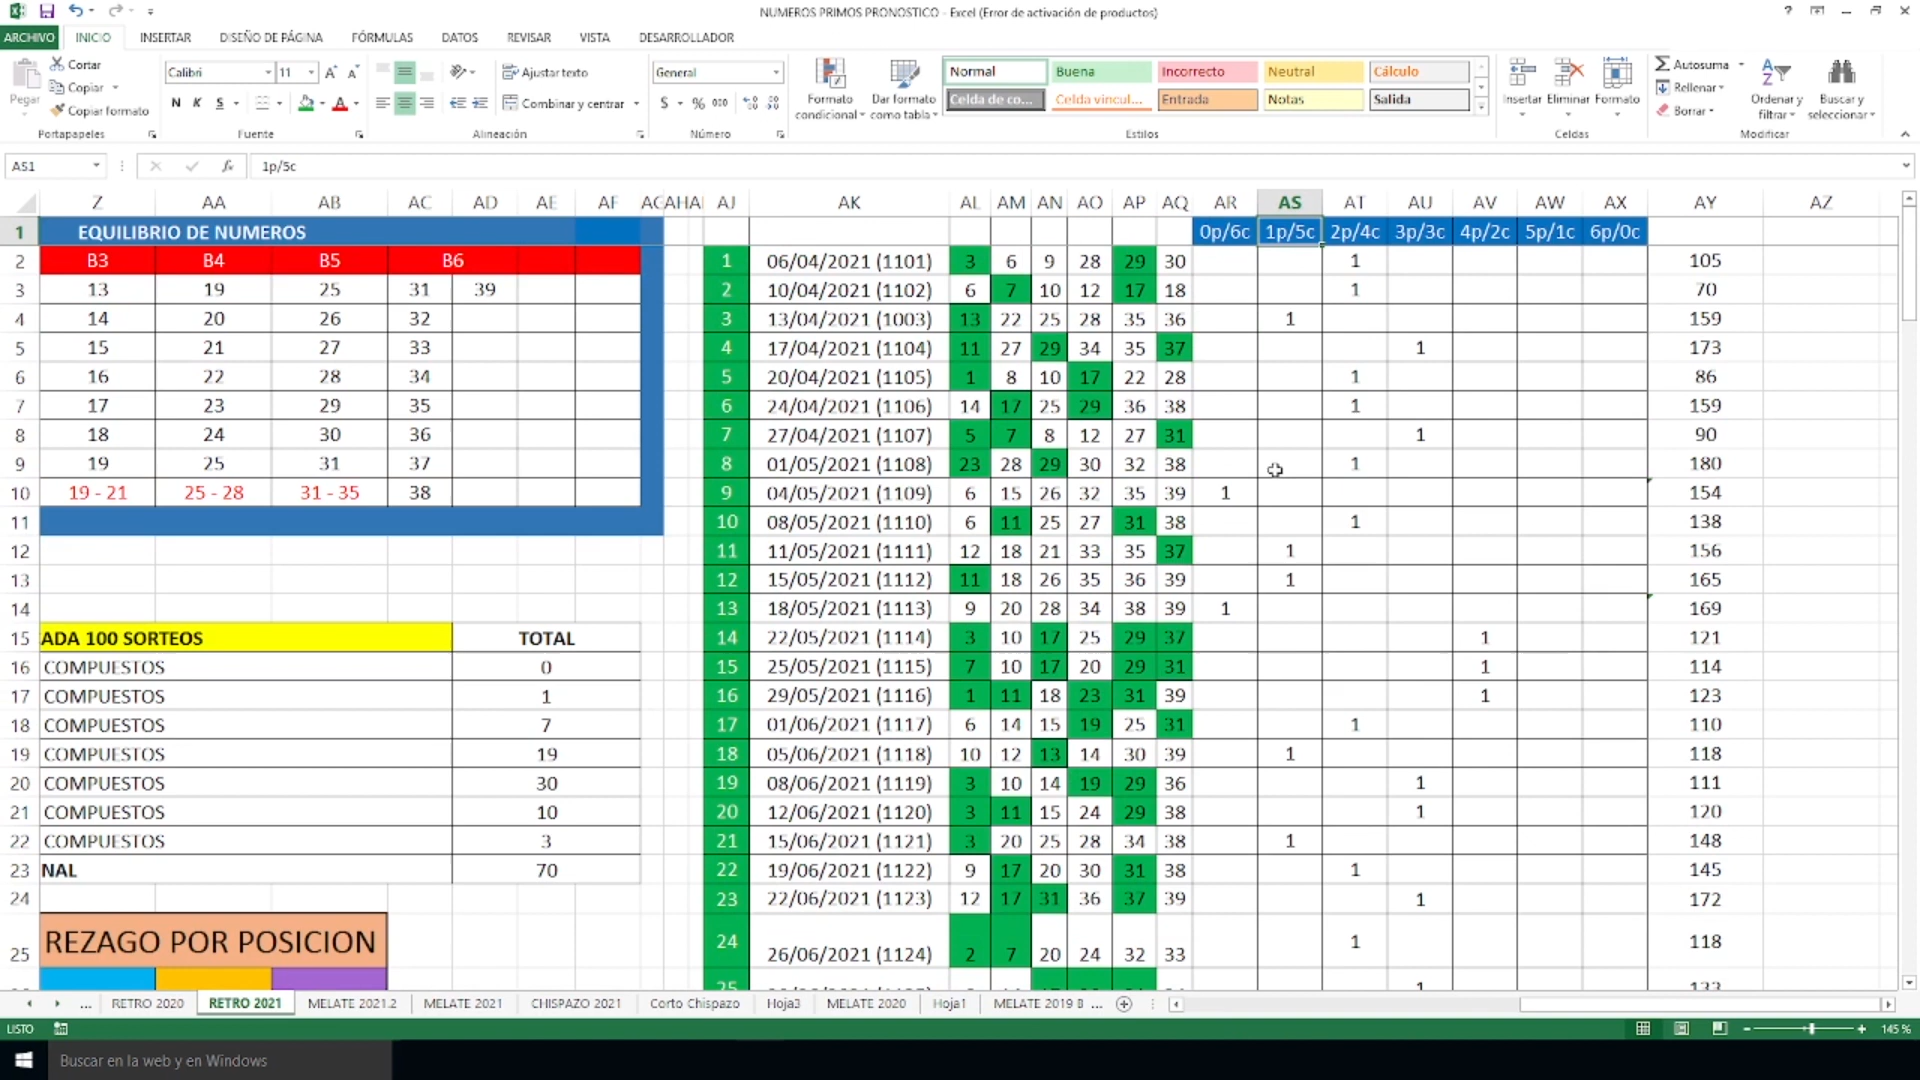 NUMEROS PRIMOS PRONOSTICO - Excel (Error de activación de productos)
ARCHIVO INICIO INSERTAR DISEÑO DE PÁGINA FÓRMULAS DATOS REVISAR VISTA DESARROLLADOR
Pegar
Cortar
Copiar
Copiar formato
Portapapeles
Calibri 11
N K S
Fuente
Ajustar texto
Combinar y centrar
Alineación
General
$ % 000
Número
Formato condicional
Dar formato como tabla
Normal Buena Incorrecto Neutral Cálculo
Celda de co... Celda vincul... Entrada Notas Salida
Estilos
Insertar Eliminar Formato
Celdas
Autosuma
Rellenar
Borrar
Ordenar y filtrar
Buscar y seleccionar
Modificar
AS1 fx 1p/5c
Z AA AB AC AD AE AF AG AH AI AJ AK AL AM AN AO AP AQ AR AS AT AU AV AW AX AY AZ
1 EQUILIBRIO DE NUMEROS 0p/6c 1p/5c 2p/4c 3p/3c 4p/2c 5p/1c 6p/0c
2 B3 B4 B5 B6 1 06/04/2021 (1101) 3 6 9 28 29 30 1 105
3 13 19 25 31 39 2 10/04/2021 (1102) 6 7 10 12 17 18 1 70
4 14 20 26 32 3 13/04/2021 (1003) 13 22 25 28 35 36 1 159
5 15 21 27 33 4 17/04/2021 (1104) 11 27 29 34 35 37 1 173
6 16 22 28 34 5 20/04/2021 (1105) 1 8 10 17 22 28 1 86
7 17 23 29 35 6 24/04/2021 (1106) 14 17 25 29 36 38 1 159
8 18 24 30 36 7 27/04/2021 (1107) 5 7 8 12 27 31 1 90
9 19 25 31 37 8 01/05/2021 (1108) 23 28 29 30 32 38 1 180
10 19 - 21 25 - 28 31 - 35 38 9 04/05/2021 (1109) 6 15 26 32 35 39 1 154
11 10 08/05/2021 (1110) 6 11 25 27 31 38 1 138
12 11 11/05/2021 (1111) 12 18 21 33 35 37 1 156
13 12 15/05/2021 (1112) 11 18 26 35 36 39 1 165
14 13 18/05/2021 (1113) 9 20 28 34 38 39 1 169
15 ADA 100 SORTEOS TOTAL 14 22/05/2021 (1114) 3 10 17 25 29 37 1 121
16 COMPUESTOS 0 15 25/05/2021 (1115) 7 10 17 20 29 31 1 114
17 COMPUESTOS 1 16 29/05/2021 (1116) 1 11 18 23 31 39 1 123
18 COMPUESTOS 7 17 01/06/2021 (1117) 6 14 15 19 25 31 1 110
19 COMPUESTOS 19 18 05/06/2021 (1118) 10 12 13 14 30 39 1 118
20 COMPUESTOS 30 19 08/06/2021 (1119) 3 10 14 19 29 36 1 111
21 COMPUESTOS 10 20 12/06/2021 (1120) 3 11 15 24 29 38 1 120
22 COMPUESTOS 3 21 15/06/2021 (1121) 3 20 25 28 34 38 1 148
23 NAL 70 22 19/06/2021 (1122) 9 17 20 30 31 38 1 145
24 23 22/06/2021 (1123) 12 17 31 36 37 39 1 172
25 REZAGO POR POSICION 24 26/06/2021 (1124) 2 7 20 24 32 33 1 118
25 1
... RETRO 2020 RETRO 2021 MELATE 2021.2 MELATE 2021 CHISPAZO 2021 Corto Chispazo Hoja3 MELATE 2020 Hoja1 MELATE 2019 B ...
LISTO 145 %
Buscar en la web y en Windows